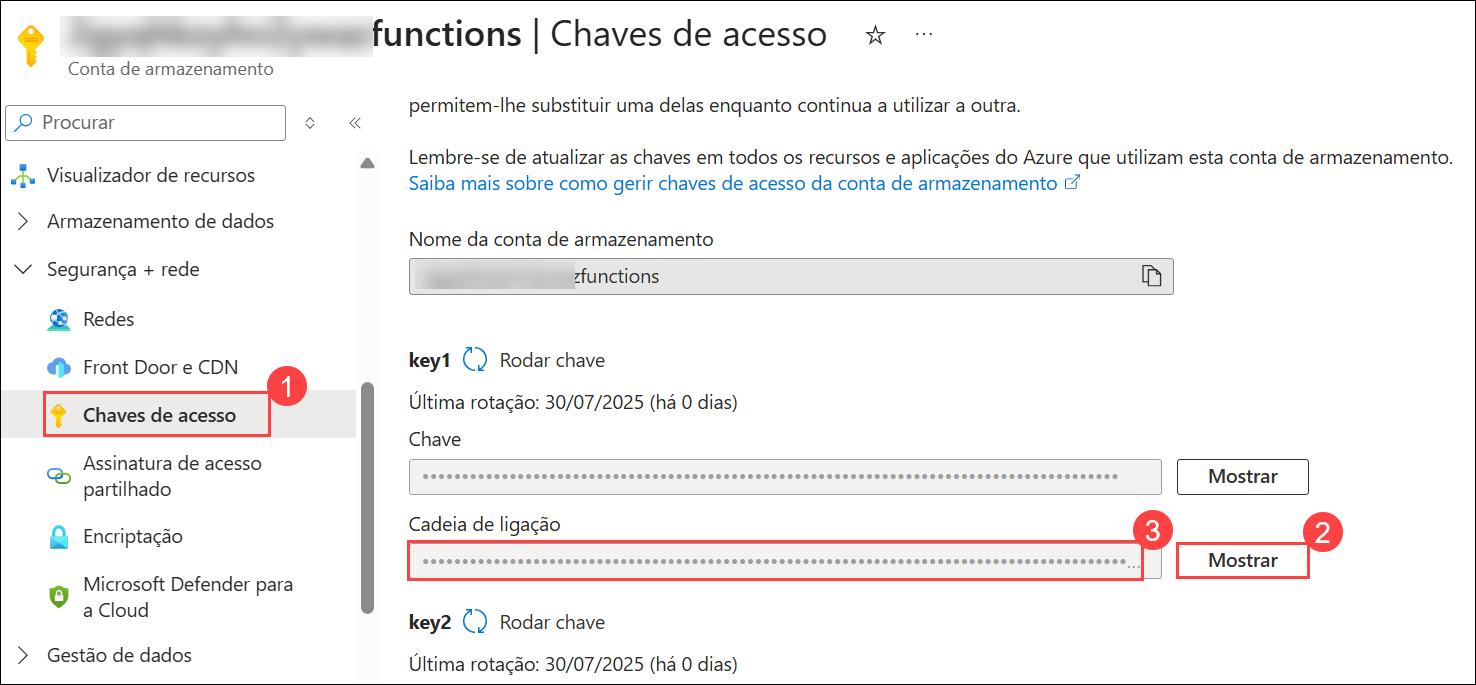 functions | Chaves de acesso
Conta de armazenamento
Procurar
Visualizador de recursos
Armazenamento de dados
Segurança + rede
Redes
Front Door e CDN
Chaves de acesso
1
Assinatura de acesso
partilhado
Encriptação
Microsoft Defender para
a Cloud
Gestão de dados
permitem-lhe substituir uma delas enquanto continua a utilizar a outra.
Lembre-se de atualizar as chaves em todos os recursos e aplicações do Azure que utilizam esta conta de armazenamento.
Saiba mais sobre como gerir chaves de acesso da conta de armazenamento
Nome da conta de armazenamento
zfunctions
key1 Rodar chave
Última rotação: 30/07/2025 (há 0 dias)
Chave
Mostrar
Cadeia de ligação
3
2
Mostrar
key2 Rodar chave
Última rotação: 30/07/2025 (há 0 dias)